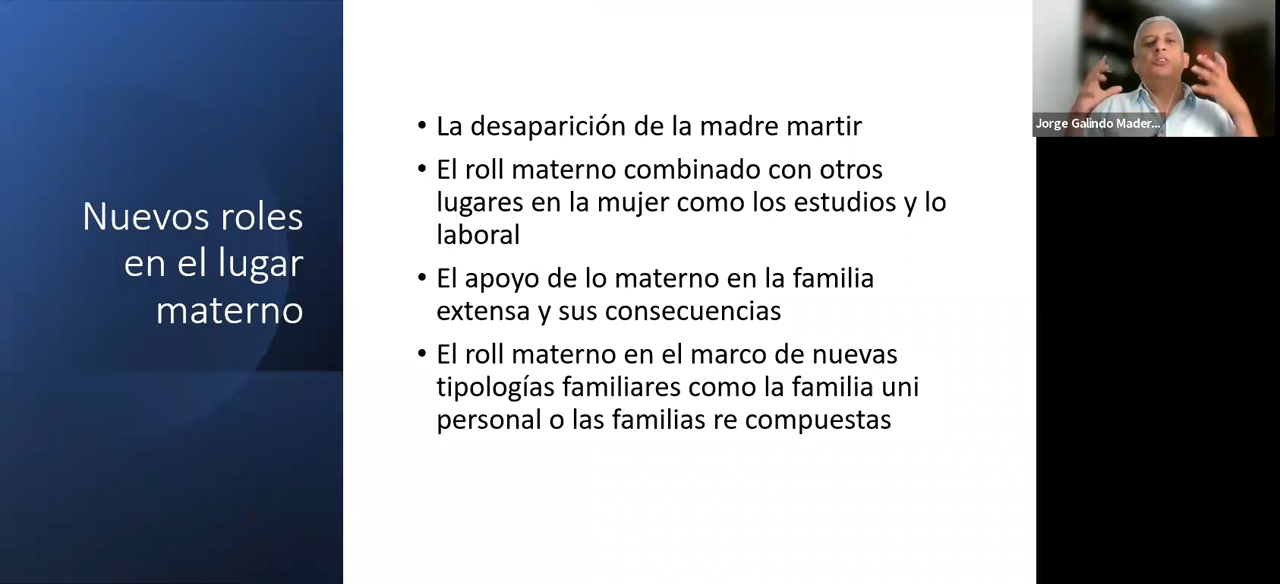 Nuevos roles
en el lugar
materno
• La desaparición de la madre martir
• El roll materno combinado con otros
lugares en la mujer como los estudios y lo
laboral
• El apoyo de lo materno en la familia
extensa y sus consecuencias
• El roll materno en el marco de nuevas
tipologías familiares como la familia uni
personal o las familias re compuestas
Jorge Galindo Mader...